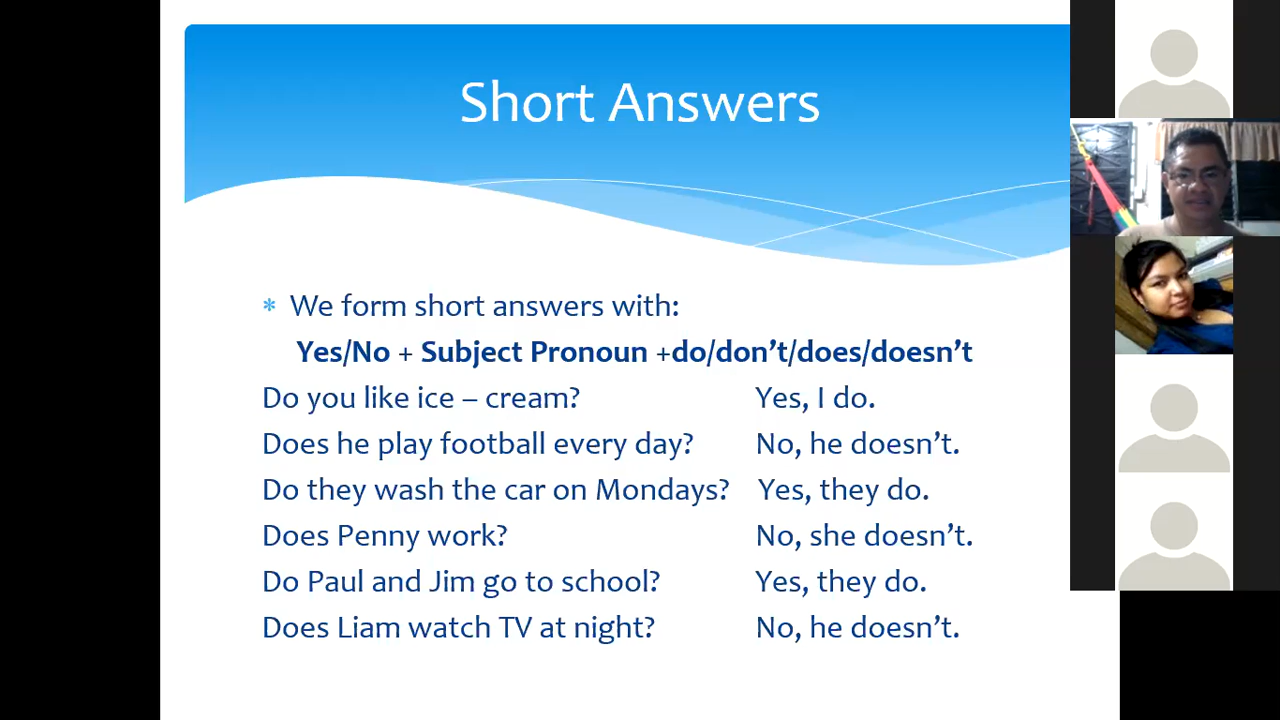 Short Answers
* We form short answers with:
Yes/No + Subject Pronoun +do/don’t/does/doesn’t
Do you like ice – cream? Yes, I do.
Does he play football every day? No, he doesn’t.
Do they wash the car on Mondays? Yes, they do.
Does Penny work? No, she doesn’t.
Do Paul and Jim go to school? Yes, they do.
Does Liam watch TV at night? No, he doesn’t.